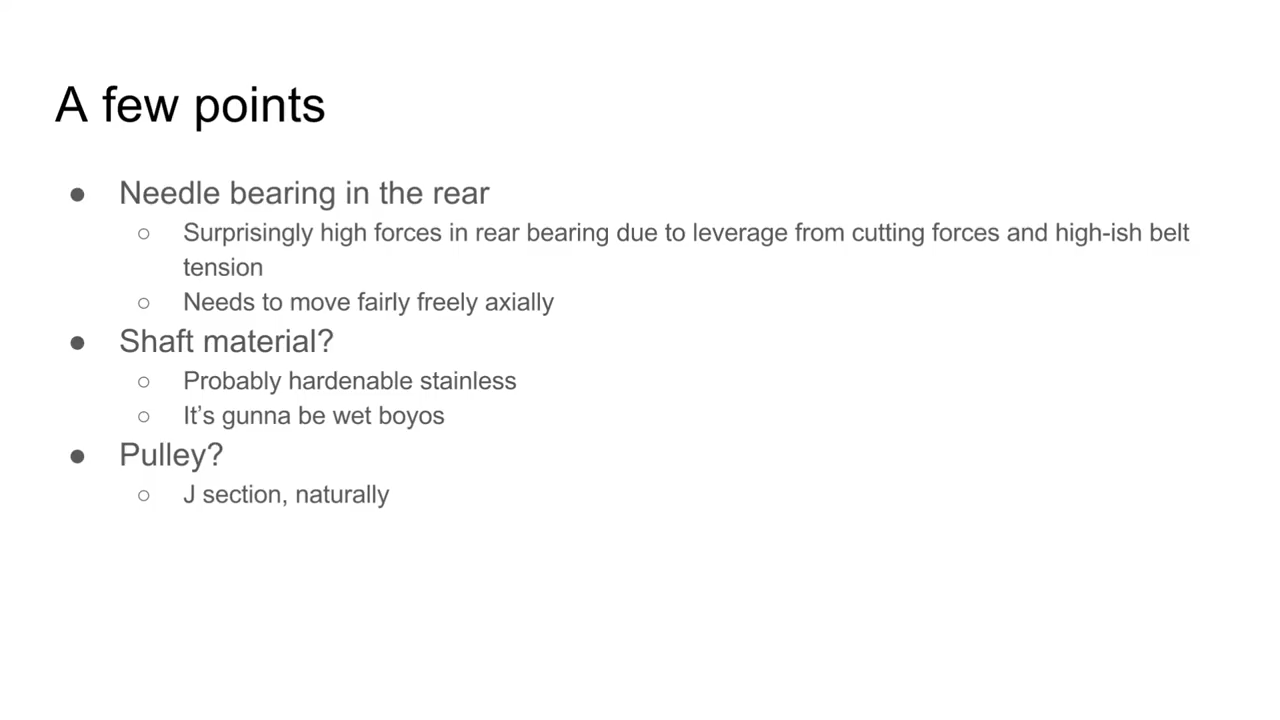 A few points
● Needle bearing in the rear
○ Surprisingly high forces in rear bearing due to leverage from cutting forces and high-ish belt
tension
○ Needs to move fairly freely axially
● Shaft material?
○ Probably hardenable stainless
○ It’s gunna be wet boyos
● Pulley?
○ J section, naturally